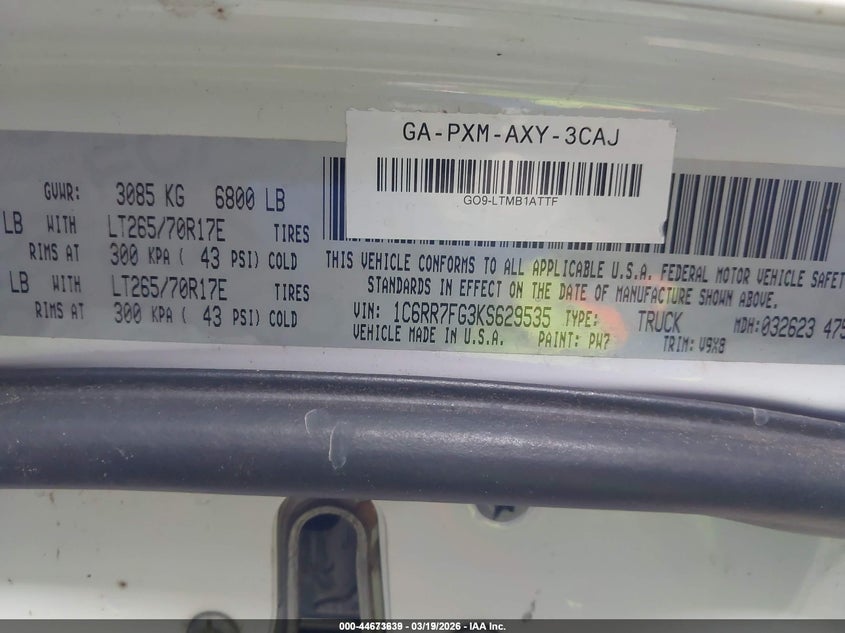 GA-PXM-AXY-3CAJ
GO9-LTMB1ATTF
GVWR: 3085 KG 6800 LB
LB WITH LT265/70R17E TIRES
RIMS AT 300 KPA ( 43 PSI) COLD
LB WITH LT265/70R17E TIRES
RIMS AT 300 KPA ( 43 PSI) COLD
THIS VEHICLE CONFORMS TO ALL APPLICABLE U.S.A. FEDERAL MOTOR VEHICLE SAFET
STANDARDS IN EFFECT ON THE DATE OF MANUFACTURE SHOWN ABOVE.
VIN: 1C6RR7FG3KS629535 TYPE: TRUCK MDH:032623 475
VEHICLE MADE IN U.S.A. PAINT: PW7 TRIM: V9X8
000-44673639 - 03/19/2026 - IAA Inc.